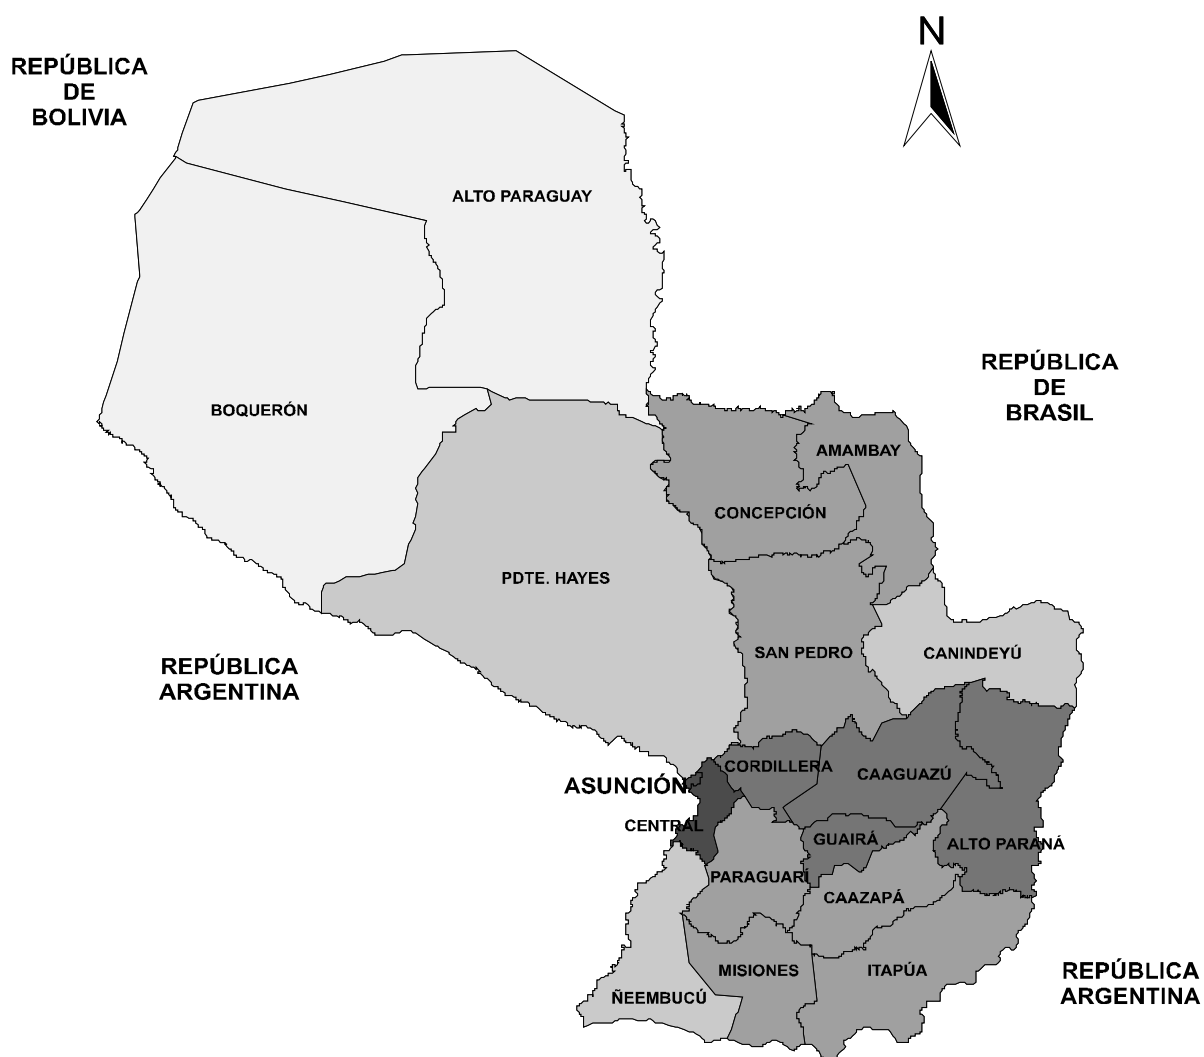 N
REPÚBLICA
DE
BOLIVIA
ALTO PARAGUAY
REPÚBLICA
DE
BRASIL
BOQUERÓN
AMAMBAY
CONCEPCIÓN
PDTE. HAYES
SAN PEDRO
CANINDEYÚ
REPÚBLICA
ARGENTINA
CORDILLERA
CAAGUAZÚ
ASUNCIÓN
CENTRAL
GUAIRÁ
ALTO PARANÁ
PARAGUARÍ
CAAZAPÁ
MISIONES
ITAPÚA
REPÚBLICA
ARGENTINA
ÑEEMBUCÚ